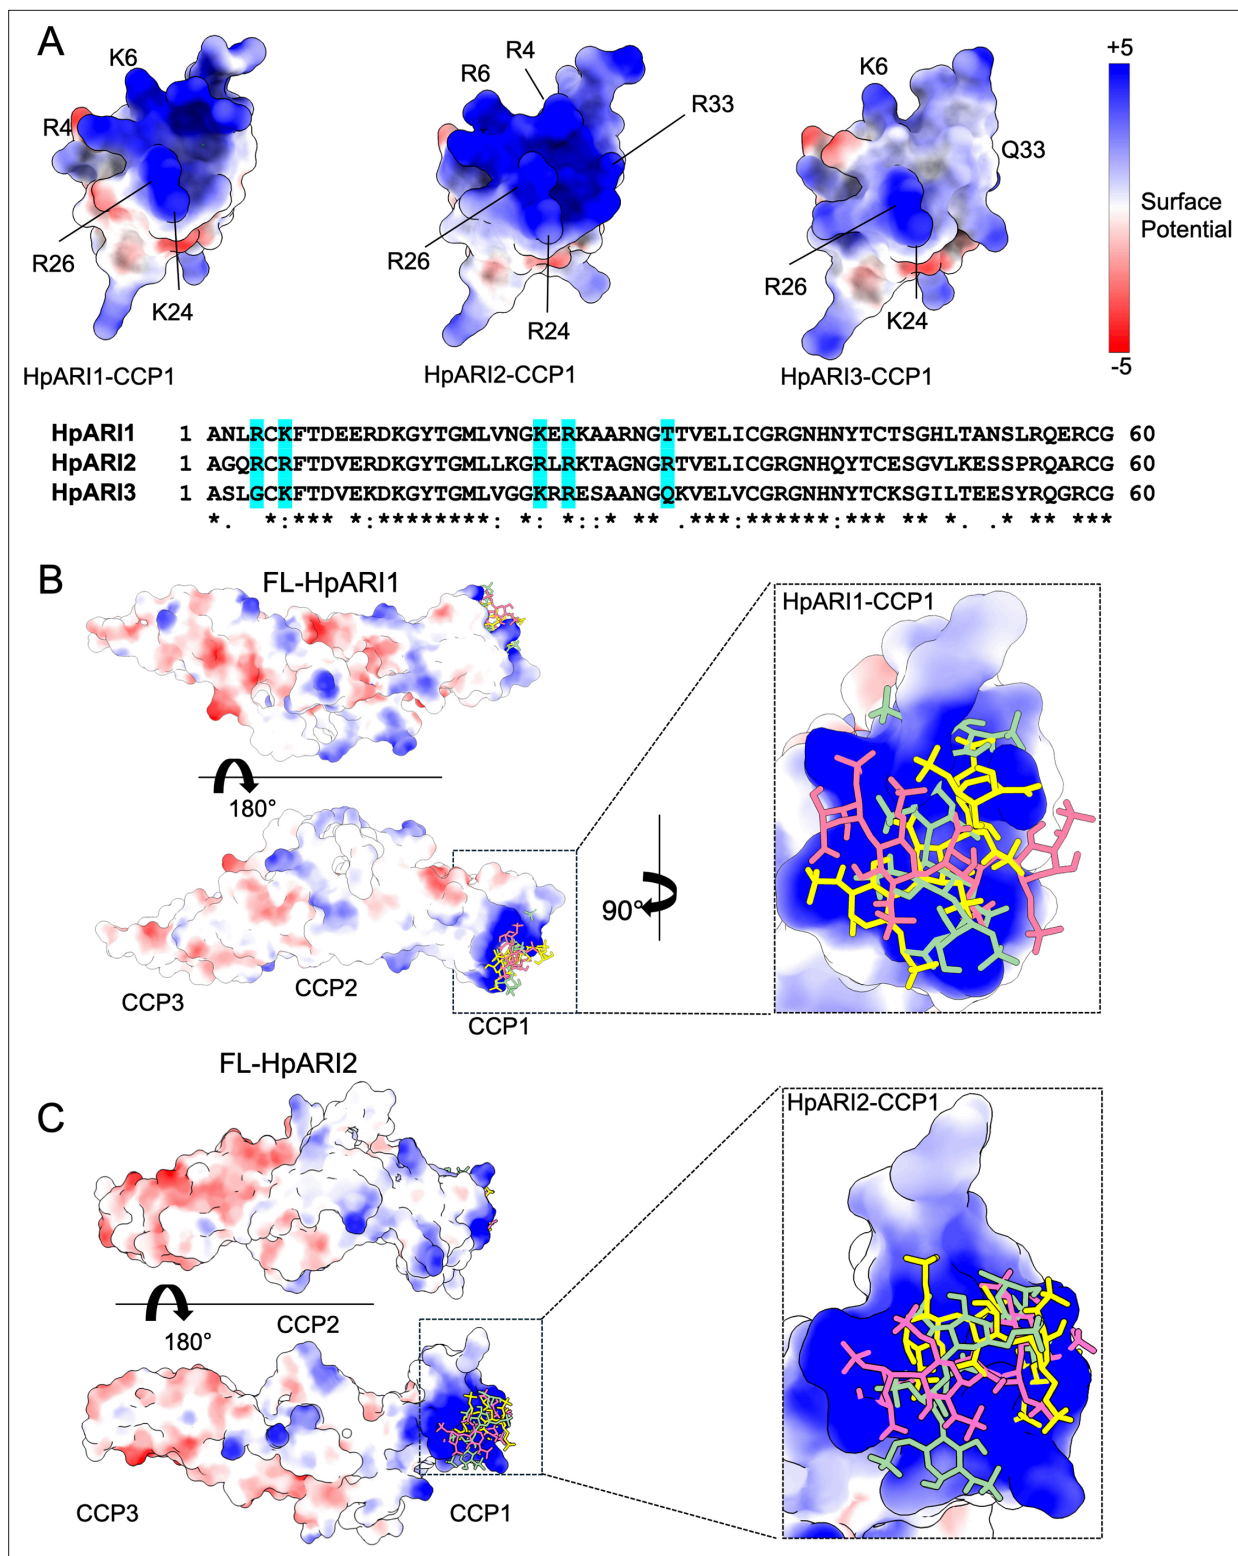 A
K6
R4
R26
K24
HpARI1-CCP1
R4
R6
R33
R26
R24
HpARI2-CCP1
K6
Q33
R26
K24
HpARI3-CCP1
+5
Surface
Potential
-5
HpARI1 1 ANLRCKFTDEERDKGYTGMLVNGKERKAARNGTTVELICGRGNHNYTCTSGHLTANSLRQERCG 60
HpARI2 1 AGQRCRFTDVERDKGYTGMLLKGRLRKTAGNGRTVELICGRGNHQYTCESGVLKESSPRQARCG 60
HpARI3 1 ASLGCKFTDVEKDKGYTGMLVGGKRRESAANGQKVELVCGRGNHNYTCKSGILTEESYRQGRCG 60
*. *:*** *:********: *: *:: * ** .***:******:*** ** *. . ** ***
B
FL-HpARI1
180°
CCP3
CCP2
CCP1
90°
HpARI1-CCP1
FL-HpARI2
C
180°
CCP2
CCP3
CCP1
HpARI2-CCP1